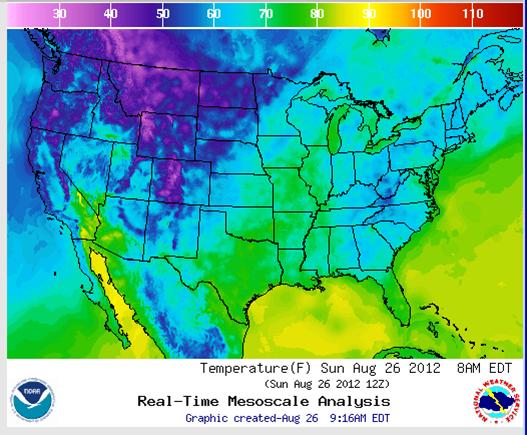 30 40 50 60 70 80 90 100 110
Temperature(F) Sun Aug 26 2012 8AM EDT
(Sun Aug 26 2012 12Z)
Real-Time Mesoscale Analysis
Graphic created-Aug 26 9:16AM EDT
NOAA
NATIONAL WEATHER SERVICE